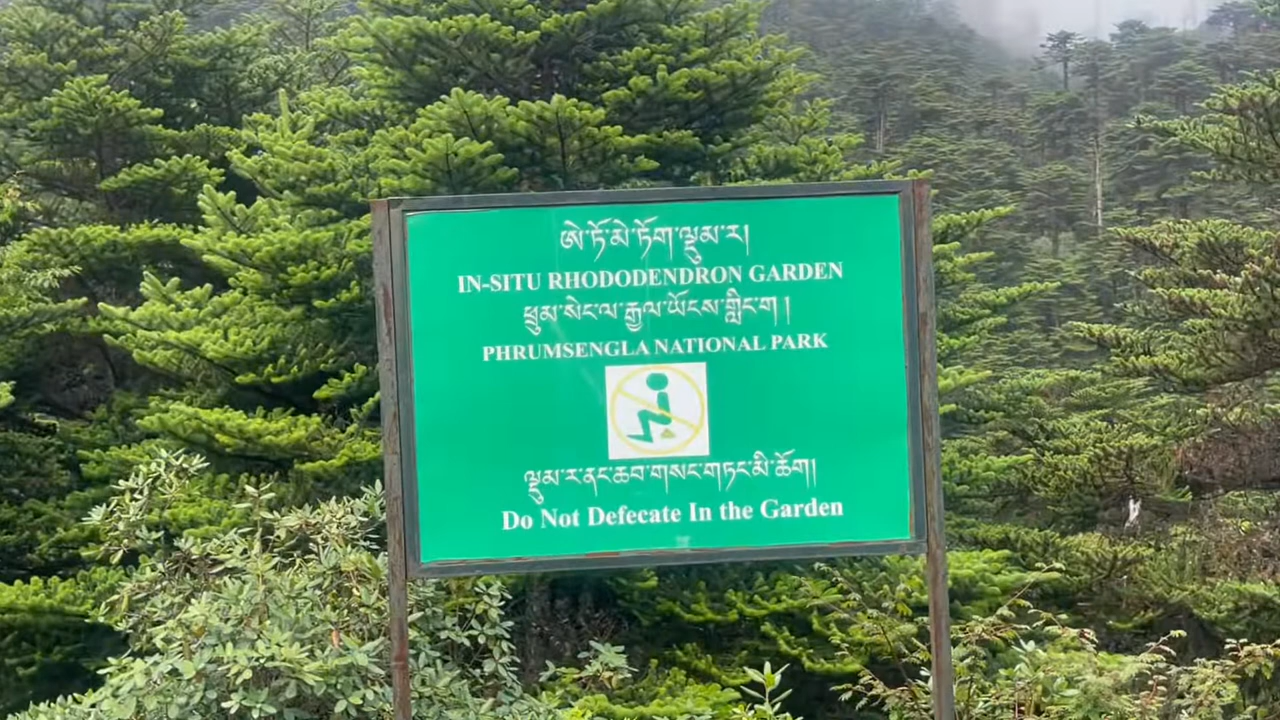 ཨེ་ཏོ་མེ་ཏོག་ལྡུམ་ར།
IN-SITU RHODODENDRON GARDEN
ཕྲུམ་སེང་ལ་རྒྱལ་ཡོངས་གླིང་ག །
PHRUMSENGLA NATIONAL PARK
ལྡུམ་ར་ནང་ཆབ་གསང་གཏང་མི་ཆོག།
Do Not Defecate In the Garden